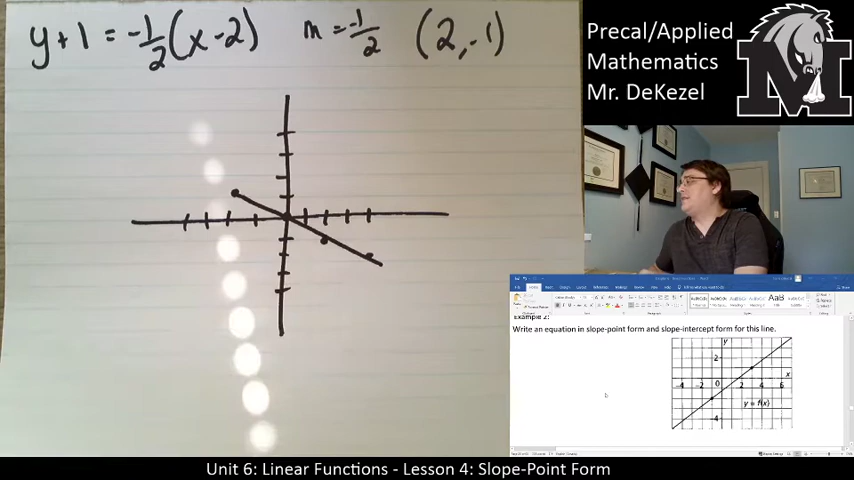 y+1 = -1/2(x-2) m = -1/2 (2,-1)
Precal/Applied
Mathematics
Mr. DeKezel
M
Example 2:
Write an equation in slope-point form and slope-intercept form for this line.
y
2
x
-4 -2 0 2 4 6
y = f(x)
-4
Unit 6: Linear Functions - Lesson 4: Slope-Point Form